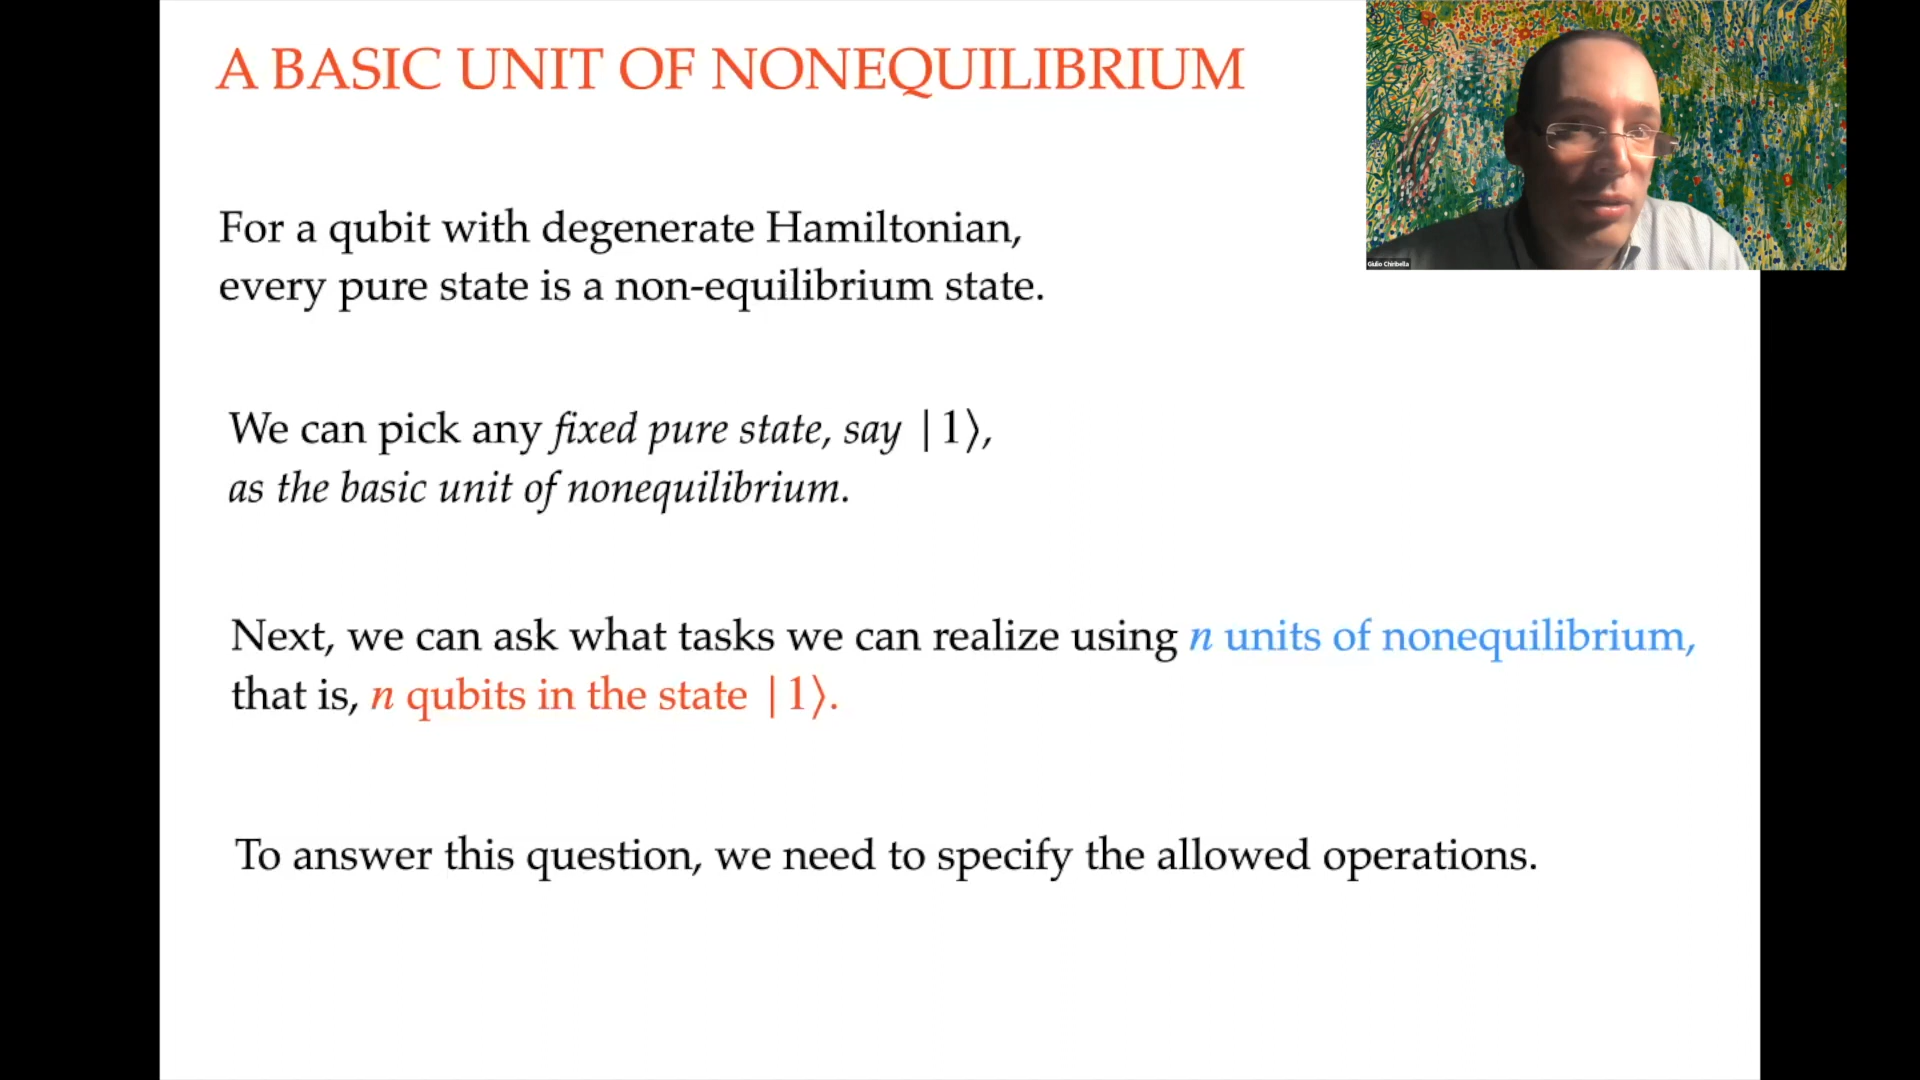 A BASIC UNIT OF NONEQUILIBRIUM
For a qubit with degenerate Hamiltonian,
every pure state is a non-equilibrium state.
We can pick any fixed pure state, say |1⟩,
as the basic unit of nonequilibrium.
Next, we can ask what tasks we can realize using n units of nonequilibrium,
that is, n qubits in the state |1⟩.
To answer this question, we need to specify the allowed operations.
Giulio Chiribella